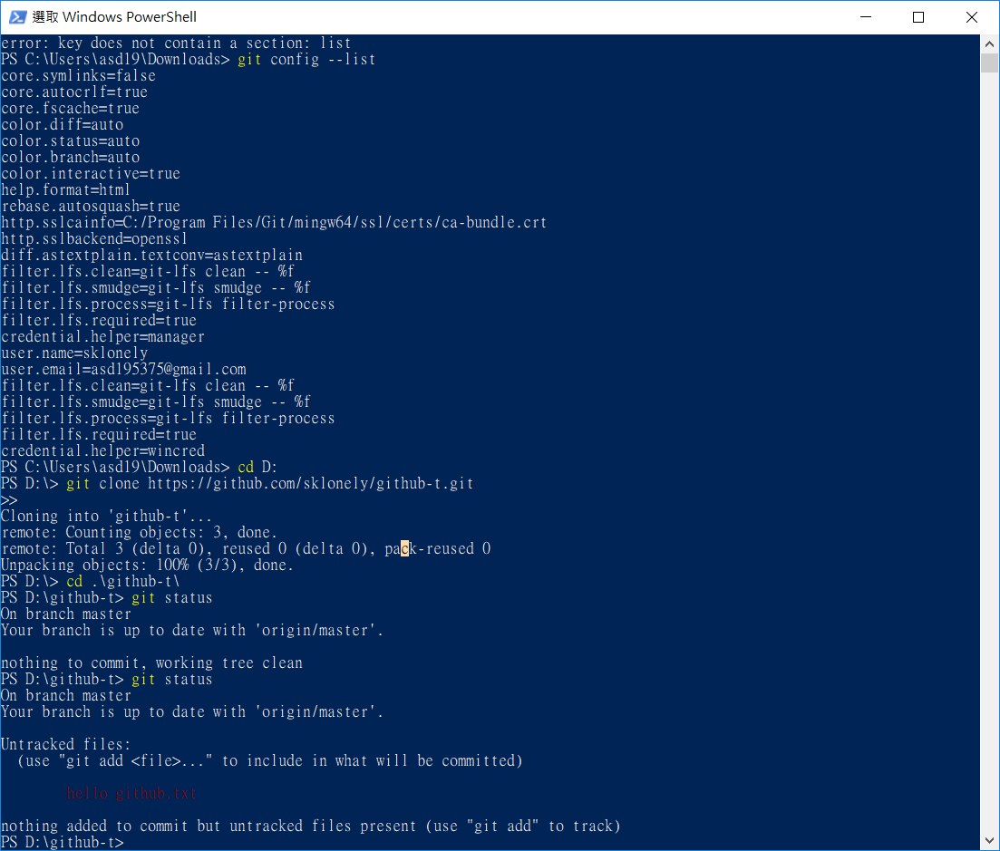 選取 Windows PowerShell
error: key does not contain a section: list
PS C:\Users\asd19\Downloads> git config --list
core.symlinks=false
core.autocrlf=true
core.fscache=true
color.diff=auto
color.status=auto
color.branch=auto
color.interactive=true
help.format=html
rebase.autosquash=true
http.sslcainfo=C:/Program Files/Git/mingw64/ssl/certs/ca-bundle.crt
http.sslbackend=openssl
diff.astextplain.textconv=astextplain
filter.lfs.clean=git-lfs clean -- %f
filter.lfs.smudge=git-lfs smudge -- %f
filter.lfs.process=git-lfs filter-process
filter.lfs.required=true
credential.helper=manager
user.name=sklonely
user.email=asd195375@gmail.com
filter.lfs.clean=git-lfs clean -- %f
filter.lfs.smudge=git-lfs smudge -- %f
filter.lfs.process=git-lfs filter-process
filter.lfs.required=true
credential.helper=wincred
PS C:\Users\asd19\Downloads> cd D:
PS D:\> git clone https://github.com/sklonely/github-t.git
>>
Cloning into 'github-t'...
remote: Counting objects: 3, done.
remote: Total 3 (delta 0), reused 0 (delta 0), pack-reused 0
Unpacking objects: 100% (3/3), done.
PS D:\> cd .\github-t\
PS D:\github-t> git status
On branch master
Your branch is up to date with 'origin/master'.
nothing to commit, working tree clean
PS D:\github-t> git status
On branch master
Your branch is up to date with 'origin/master'.
Untracked files:
(use "git add <file>..." to include in what will be committed)
hello github.txt
nothing added to commit but untracked files present (use "git add" to track)
PS D:\github-t>